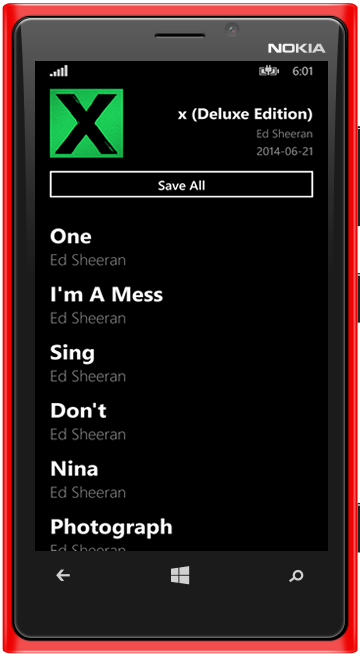 NOKIA
6:01
X
x (Deluxe Edition)
Ed Sheeran
2014-06-21
Save All
One
Ed Sheeran
I'm A Mess
Ed Sheeran
Sing
Ed Sheeran
Don't
Ed Sheeran
Nina
Ed Sheeran
Photograph
Ed Sheeran